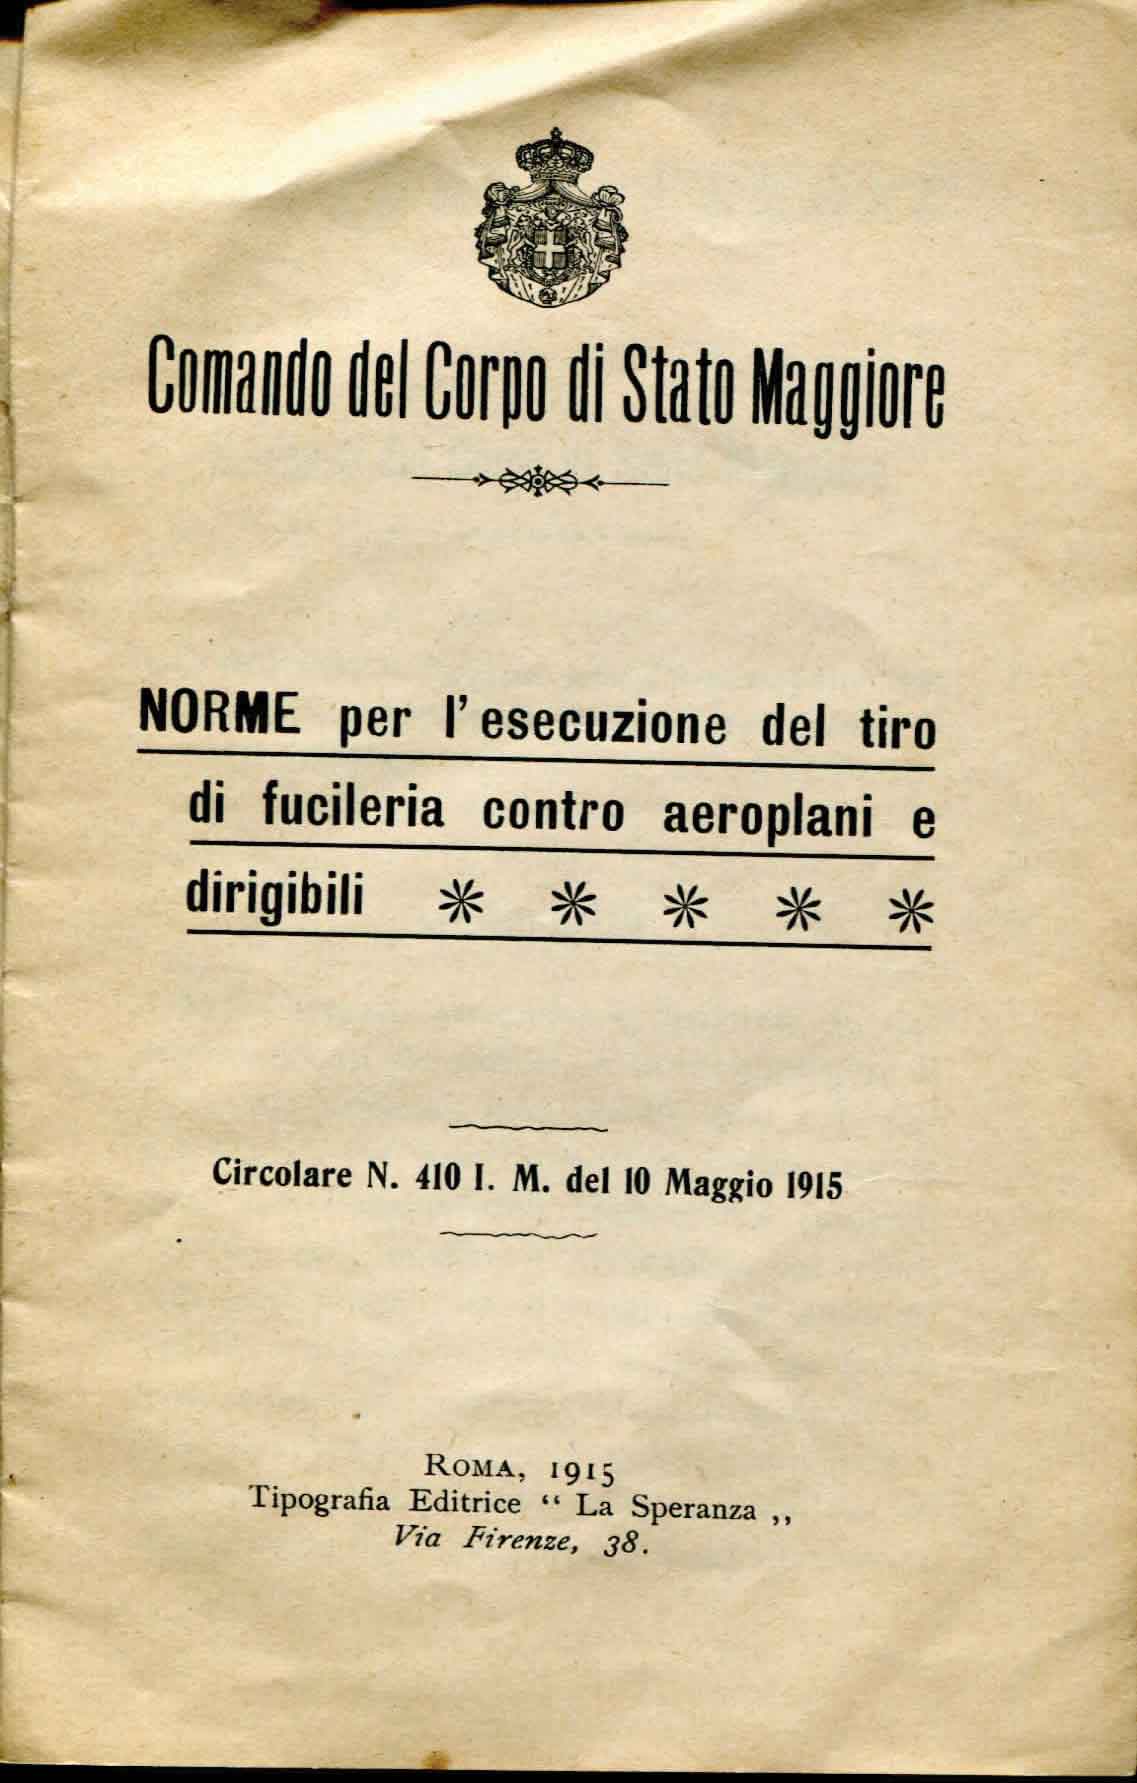 Comando del Corpo di Stato Maggiore
NORME per l'esecuzione del tiro
di fucileria contro aeroplani e
dirigibili * * * * *
Circolare N. 410 I. M. del 10 Maggio 1915
ROMA, 1915
Tipografia Editrice “ La Speranza „
Via Firenze, 38.